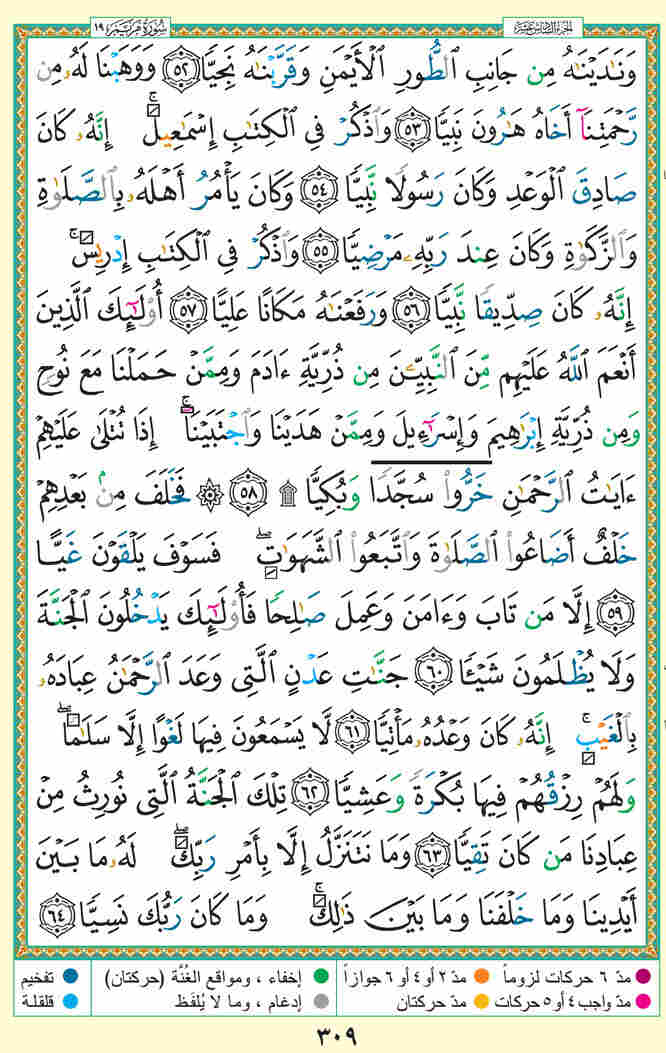 سُورَةُ مَرْيَم ١٩
الجزء السادس عشر
وَنَٰدَيْنَٰهُ مِن جَانِبِ ٱلطُّورِ ٱلْأَيْمَنِ وَقَرَّبْنَٰهُ نَجِيًّا ٥٢ وَوَهَبْنَا لَهُۥ مِن
رَّحْمَتِنَآ أَخَاهُ هَٰرُونَ نَبِيًّا ٥٣ وَٱذْكُرْ فِى ٱلْكِتَٰبِ إِسْمَٰعِيلَ ۚ إِنَّهُۥ كَانَ
صَادِقَ ٱلْوَعْدِ وَكَانَ رَسُولًا نَّبِيًّا ٥٤ وَكَانَ يَأْمُرُ أَهْلَهُۥ بِٱلصَّلَوٰةِ
وَٱلزَّكَوٰةِ وَكَانَ عِندَ رَبِّهِۦ مَرْضِيًّا ٥٥ وَٱذْكُرْ فِى ٱلْكِتَٰبِ إِدْرِيسَ ۚ
إِنَّهُۥ كَانَ صِدِّيقًا نَّبِيًّا ٥٦ وَرَفَعْنَٰهُ مَكَانًا عَلِيًّا ٥٧ أُو۟لَٰٓئِكَ ٱلَّذِينَ
أَنْعَمَ ٱللَّهُ عَلَيْهِم مِّنَ ٱلنَّبِيِّۦنَ مِن ذُرِّيَّةِ ءَادَمَ وَمِمَّنْ حَمَلْنَا مَعَ نُوحٍ
وَمِن ذُرِّيَّةِ إِبْرَٰهِيمَ وَإِسْرَٰٓءِيلَ وَمِمَّنْ هَدَيْنَا وَٱجْتَبَيْنَآ ۚ إِذَا تُتْلَىٰ عَلَيْهِمْ
ءَايَٰتُ ٱلرَّحْمَٰنِ خَرُّوا۟ سُجَّدًا وَبُكِيًّا ۩ ٥٨ ۞ فَخَلَفَ مِنۢ بَعْدِهِمْ
خَلْفٌ أَضَاعُوا۟ ٱلصَّلَوٰةَ وَٱتَّبَعُوا۟ ٱلشَّهَوَٰتِ ۖ فَسَوْفَ يَلْقَوْنَ غَيًّا
٥٩ إِلَّا مَن تَابَ وَءَامَنَ وَعَمِلَ صَٰلِحًا فَأُو۟لَٰٓئِكَ يَدْخُلُونَ ٱلْجَنَّةَ
وَلَا يُظْلَمُونَ شَيْـًٔا ٦٠ جَنَّٰتِ عَدْنٍ ٱلَّتِى وَعَدَ ٱلرَّحْمَٰنُ عِبَادَهُۥ
بِٱلْغَيْبِ ۚ إِنَّهُۥ كَانَ وَعْدُهُۥ مَأْتِيًّا ٦١ لَّا يَسْمَعُونَ فِيهَا لَغْوًا إِلَّا سَلَٰمًا ۖ
وَلَهُمْ رِزْقُهُمْ فِيهَا بُكْرَةً وَعَشِيًّا ٦٢ تِلْكَ ٱلْجَنَّةُ ٱلَّتِى نُورِثُ مِنْ
عِبَادِنَا مَن كَانَ تَقِيًّا ٦٣ وَمَا نَتَنَزَّلُ إِلَّا بِأَمْرِ رَبِّكَ ۖ لَهُۥ مَا بَيْنَ
أَيْدِينَا وَمَا خَلْفَنَا وَمَا بَيْنَ ذَٰلِكَ ۚ وَمَا كَانَ رَبُّكَ نَسِيًّا ٦٤
مدّ ٦ حركات لزوماً
مدّ ٢ أو ٤ أو ٦ جوازاً
إخفاء ، ومواقع الغُنَّة (حركتان)
تفخيم
مدّ واجب ٤ أو ٥ حركات
مدّ حركتان
إدغام ، وما لا يُلفَظ
قلقلة
٣٠٩